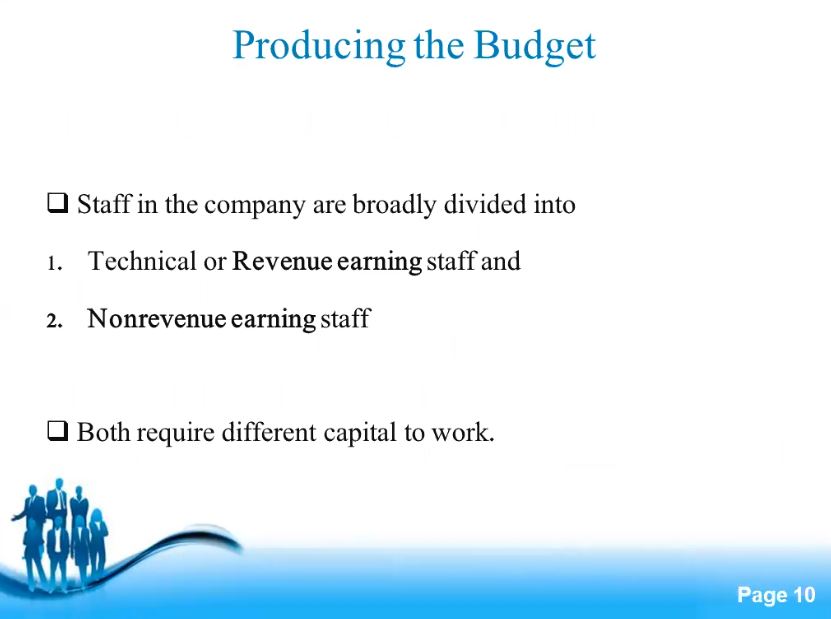 Producing the Budget
❑ Staff in the company are broadly divided into
1. Technical or Revenue earning staff and
2. Nonrevenue earning staff
❑ Both require different capital to work.
Page 10